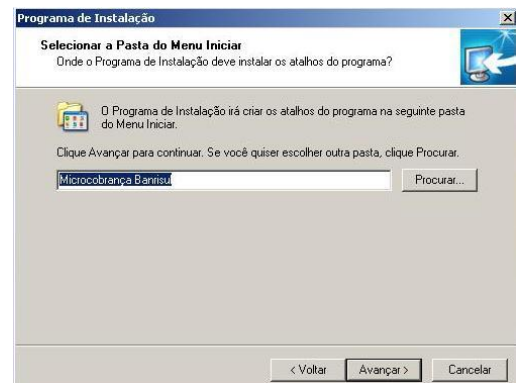 Programa de Instalação
Selecionar a Pasta do Menu Iniciar
Onde o Programa de Instalação deve instalar os atalhos do programa?
O Programa de Instalação irá criar os atalhos do programa na seguinte pasta
do Menu Iniciar.
Clique Avançar para continuar. Se você quiser escolher outra pasta, clique Procurar.
Microcobrança Banrisul
Procurar...
< Voltar
Avançar >
Cancelar